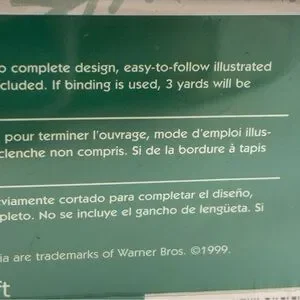 o complete design, easy-to-follow illustrated
cluded. If binding is used, 3 yards will be
pour terminer l'ouvrage, mode d'emploi illus-
clenche non compris. Si de la bordure à tapis
viamente cortado para completar el diseño,
pleto. No se incluye el gancho de lengüeta. Si
ia are trademarks of Warner Bros. ©1999.
ft